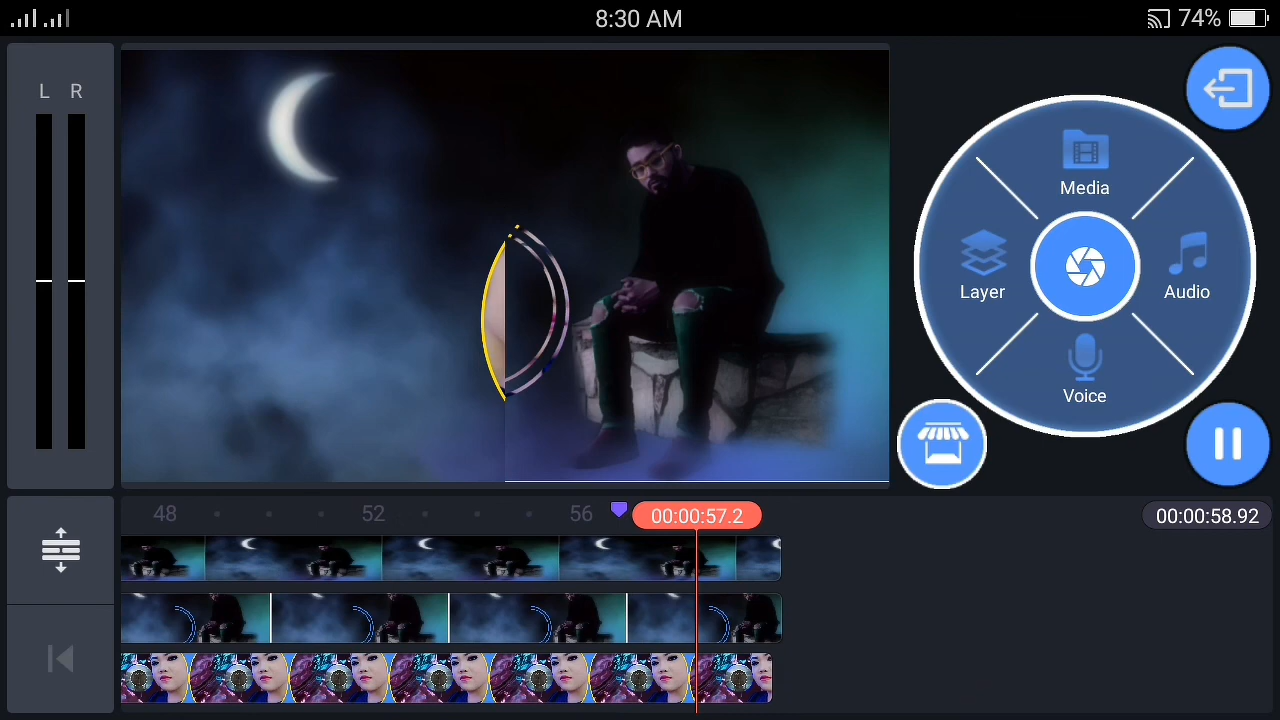 8:30 AM
74%
L R
Media
Layer
Audio
Voice
48 52 56
00:00:57.2
00:00:58.92